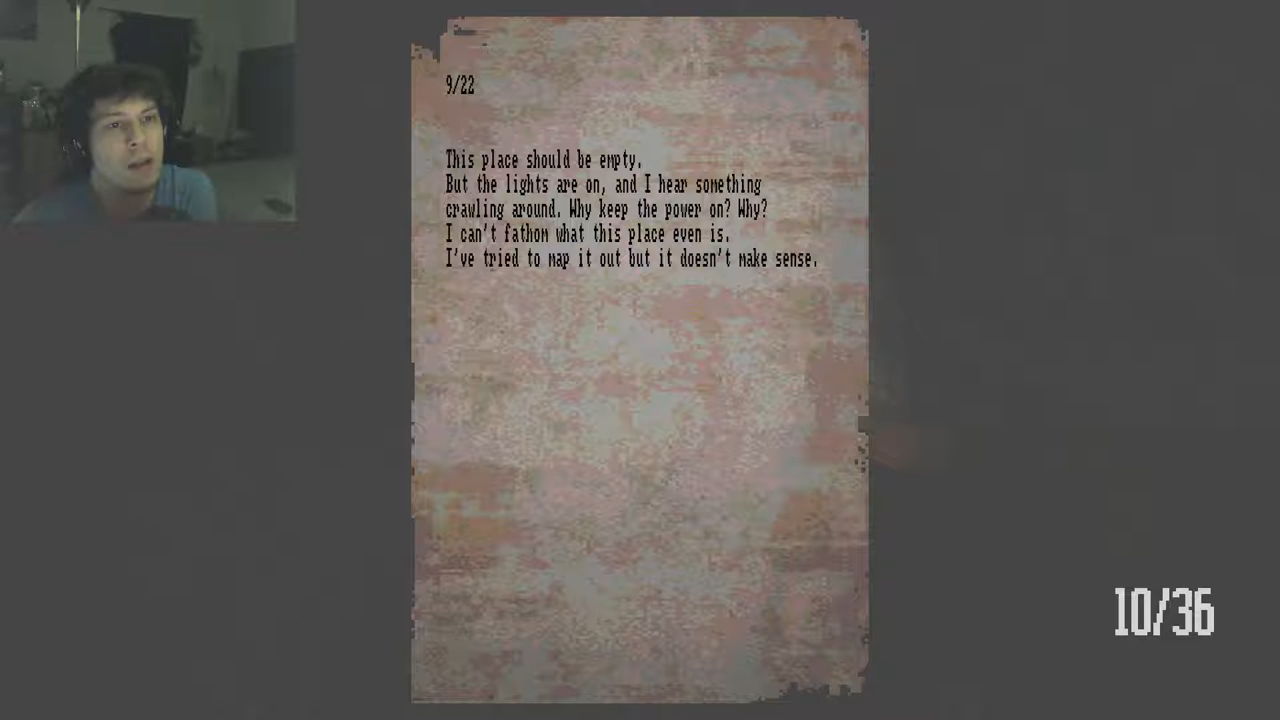 9/22
This place should be empty.
But the lights are on, and I hear something
crawling around. Why keep the power on? Why?
I can't fathom what this place even is.
I've tried to map it out but it doesn't make sense.
10/36